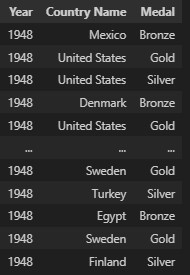 Year Country Name Medal
1948 Mexico Bronze
1948 United States Gold
1948 United States Silver
1948 Denmark Bronze
1948 United States Gold
... ... ...
1948 Sweden Gold
1948 Turkey Silver
1948 Egypt Bronze
1948 Sweden Gold
1948 Finland Silver